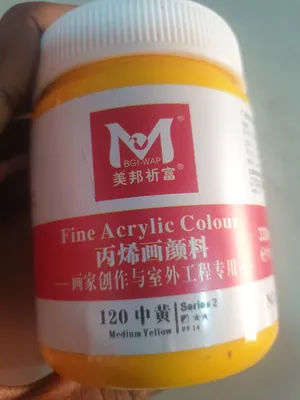 BGI-WAP
美邦祈富
Fine Acrylic Colour
丙烯画颜料
画家创作与室外工程专用
120 中黄 Series 2
Medium Yellow